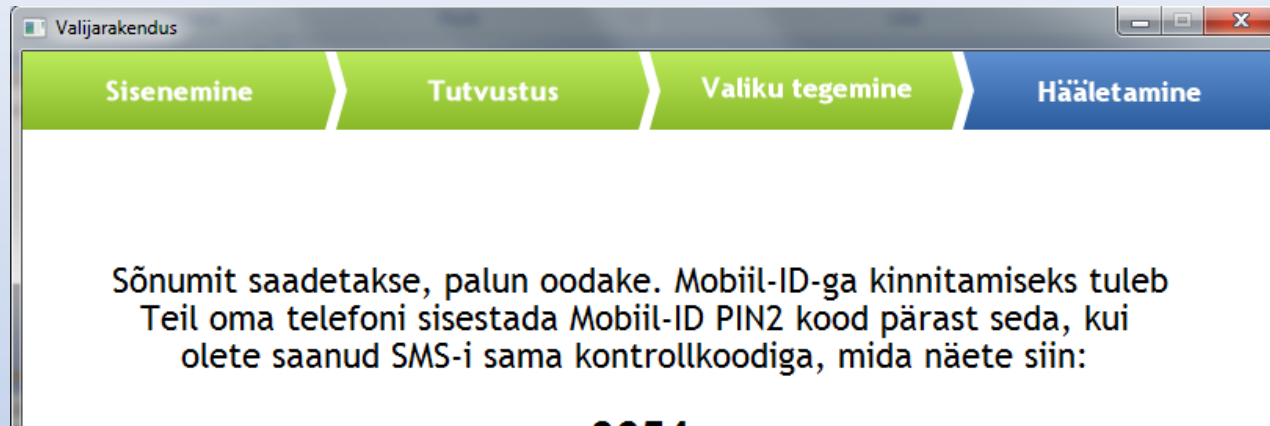 Valijarakendus
Sisenemine
Tutvustus
Valiku tegemine
Hääletamine
Sõnumit saadetakse, palun oodake. Mobiil-ID-ga kinnitamiseks tuleb
Teil oma telefoni sisestada Mobiil-ID PIN2 kood pärast seda, kui
olete saanud SMS-i sama kontrollkoodiga, mida näete siin: